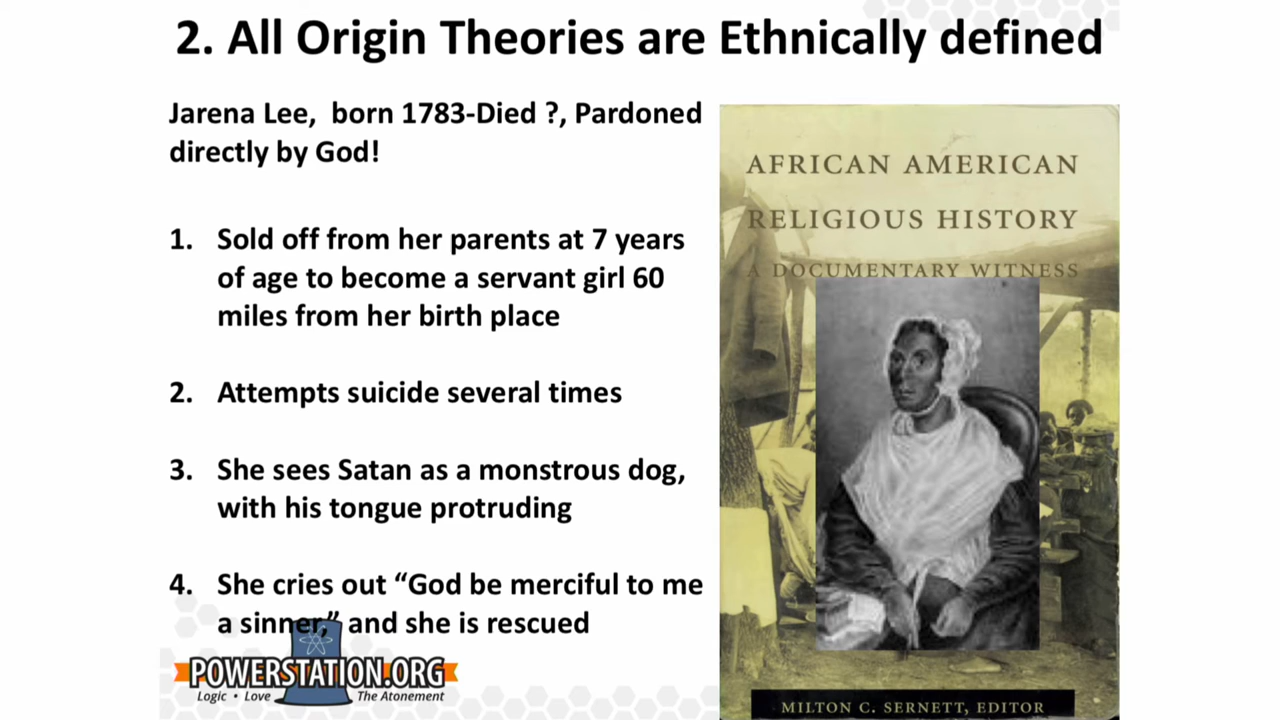 2. All Origin Theories are Ethnically defined
Jarena Lee,  born 1783-Died ?, Pardoned
directly by God!
1. Sold off from her parents at 7 years
of age to become a servant girl 60
miles from her birth place
2. Attempts suicide several times
3. She sees Satan as a monstrous dog,
with his tongue protruding
4. She cries out “God be merciful to me
a sinner,” and she is rescued
POWERSTATION.ORG
Logic • Love The Atonement
AFRICAN AMERICAN
RELIGIOUS HISTORY
A DOCUMENTARY WITNESS
MILTON C. SERNETT, EDITOR